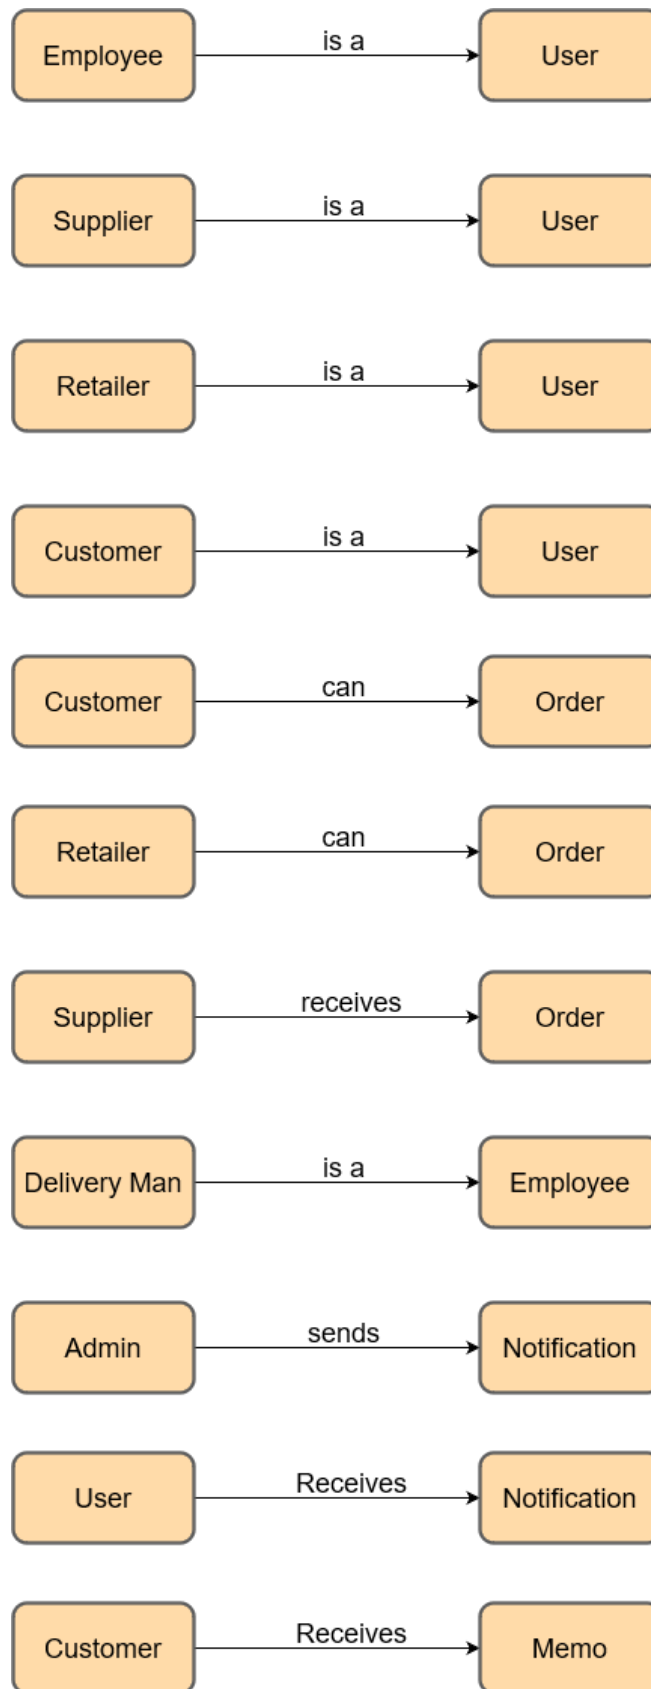 Employee is a User
Supplier is a User
Retailer is a User
Customer is a User
Customer can Order
Retailer can Order
Supplier receives Order
Delivery Man is a Employee
Admin sends Notification
User Receives Notification
Customer Receives Memo